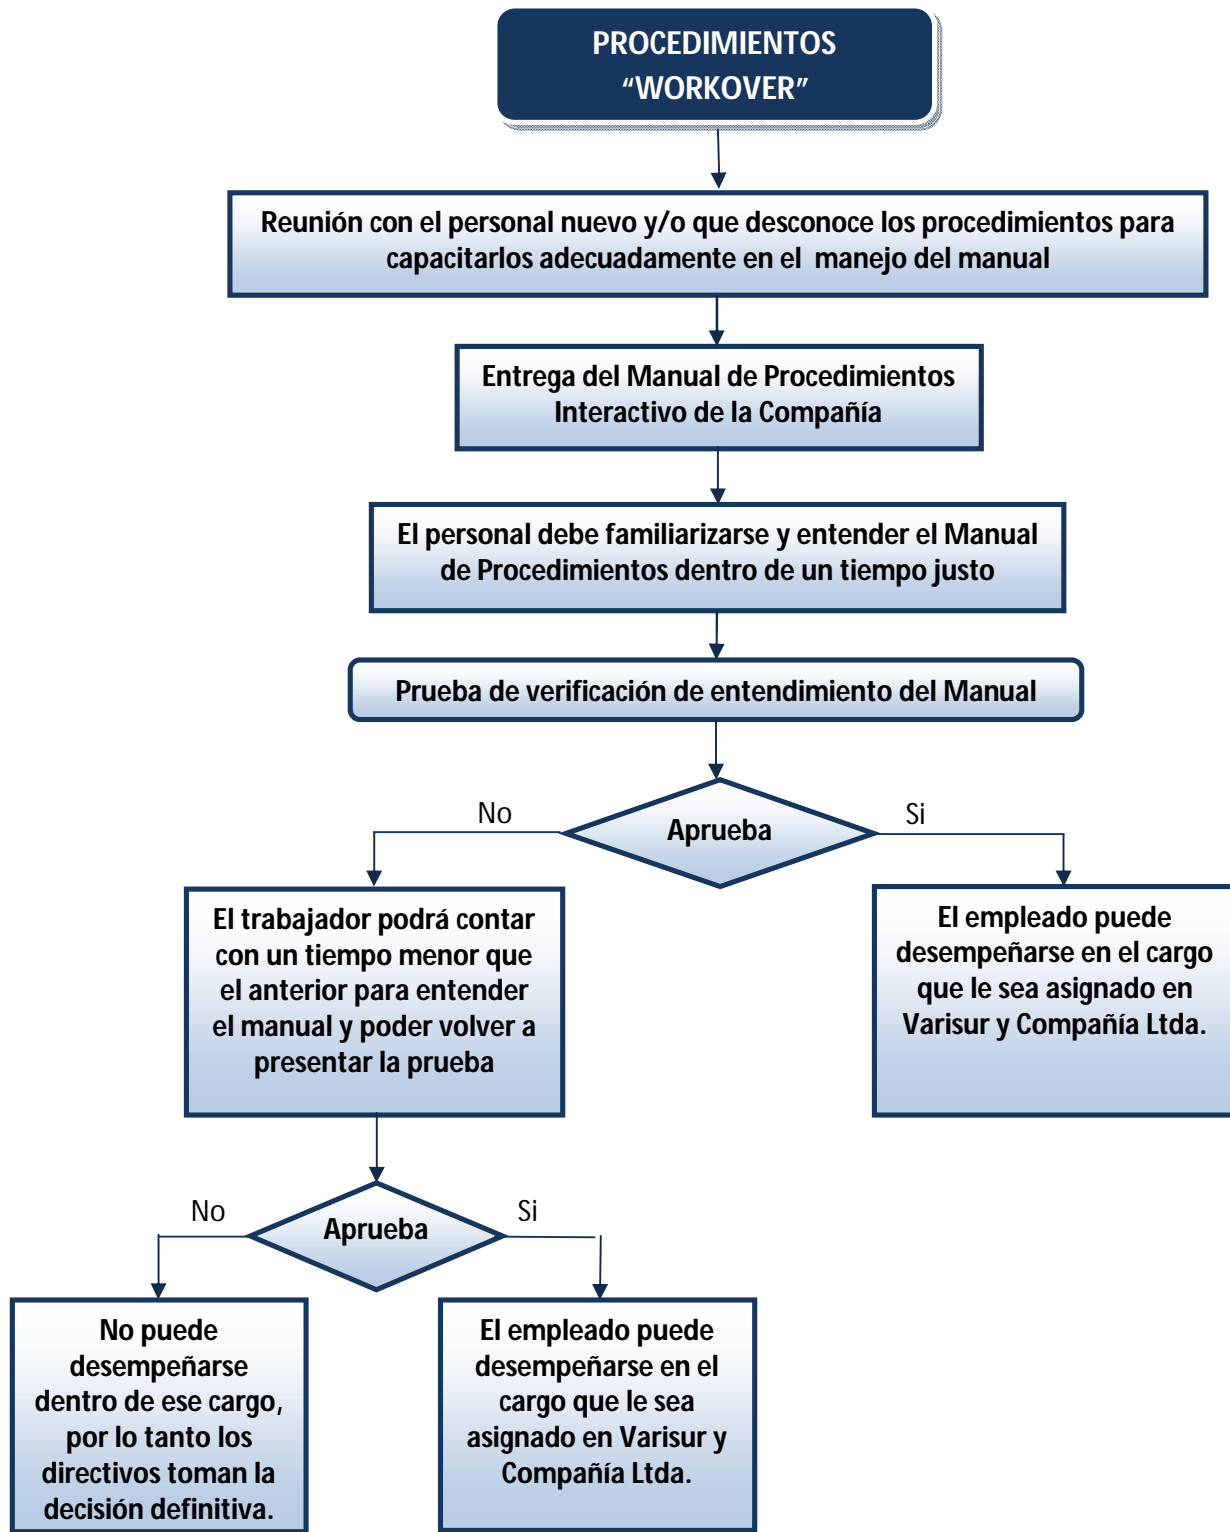 PROCEDIMIENTOS
“WORKOVER”
Reunión con el personal nuevo y/o que desconoce los procedimientos para
capacitarlos adecuadamente en el manejo del manual
Entrega del Manual de Procedimientos
Interactivo de la Compañía
El personal debe familiarizarse y entender el Manual
de Procedimientos dentro de un tiempo justo
Prueba de verificación de entendimiento del Manual
No
Aprueba
Si
El trabajador podrá contar
con un tiempo menor que
el anterior para entender
el manual y poder volver a
presentar la prueba
El empleado puede
desempeñarse en el cargo
que le sea asignado en
Varisur y Compañía Ltda.
No
Aprueba
Si
No puede
desempeñarse
dentro de ese cargo,
por lo tanto los
directivos toman la
decisión definitiva.
El empleado puede
desempeñarse en el
cargo que le sea
asignado en Varisur y
Compañía Ltda.